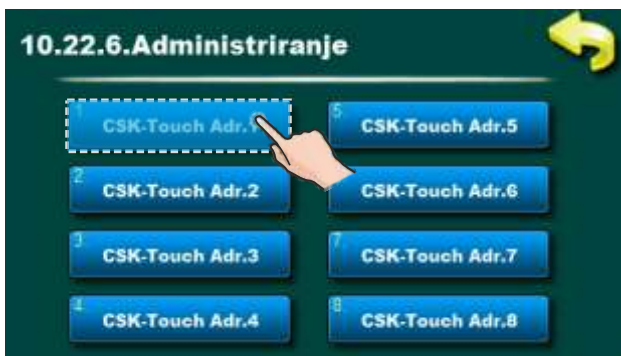 10.22.6.Administriranje
1
CSK-Touch Adr.1
2
CSK-Touch Adr.2
3
CSK-Touch Adr.3
4
CSK-Touch Adr.4
5
CSK-Touch Adr.5
CSK-Touch Adr.6
7
CSK-Touch Adr.7
8
CSK-Touch Adr.8